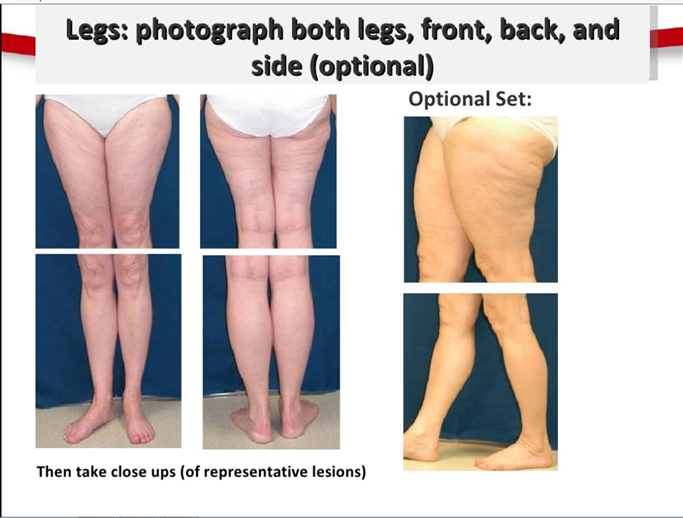 Legs: photograph both legs, front, back, and
side (optional)
Optional Set:
Then take close ups (of representative lesions)